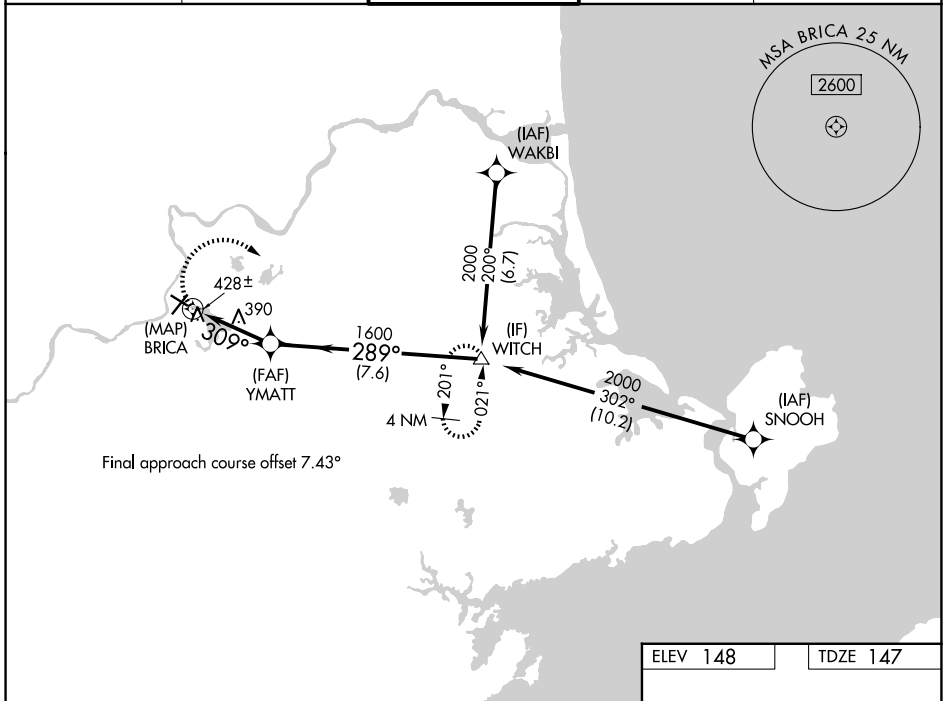 MSA BRICA 25 NM
2600
(IAF)
WAKBI
2000
200°
(6.7)
428±
390
(MAP)
BRICA
309°
(FAF)
YMATT
1600
289°
(7.6)
(IF)
WITCH
201°
021°
4 NM
2000
302°
(10.2)
(IAF)
SNOOH
Final approach course offset 7.43°
ELEV 148
TDZE 147